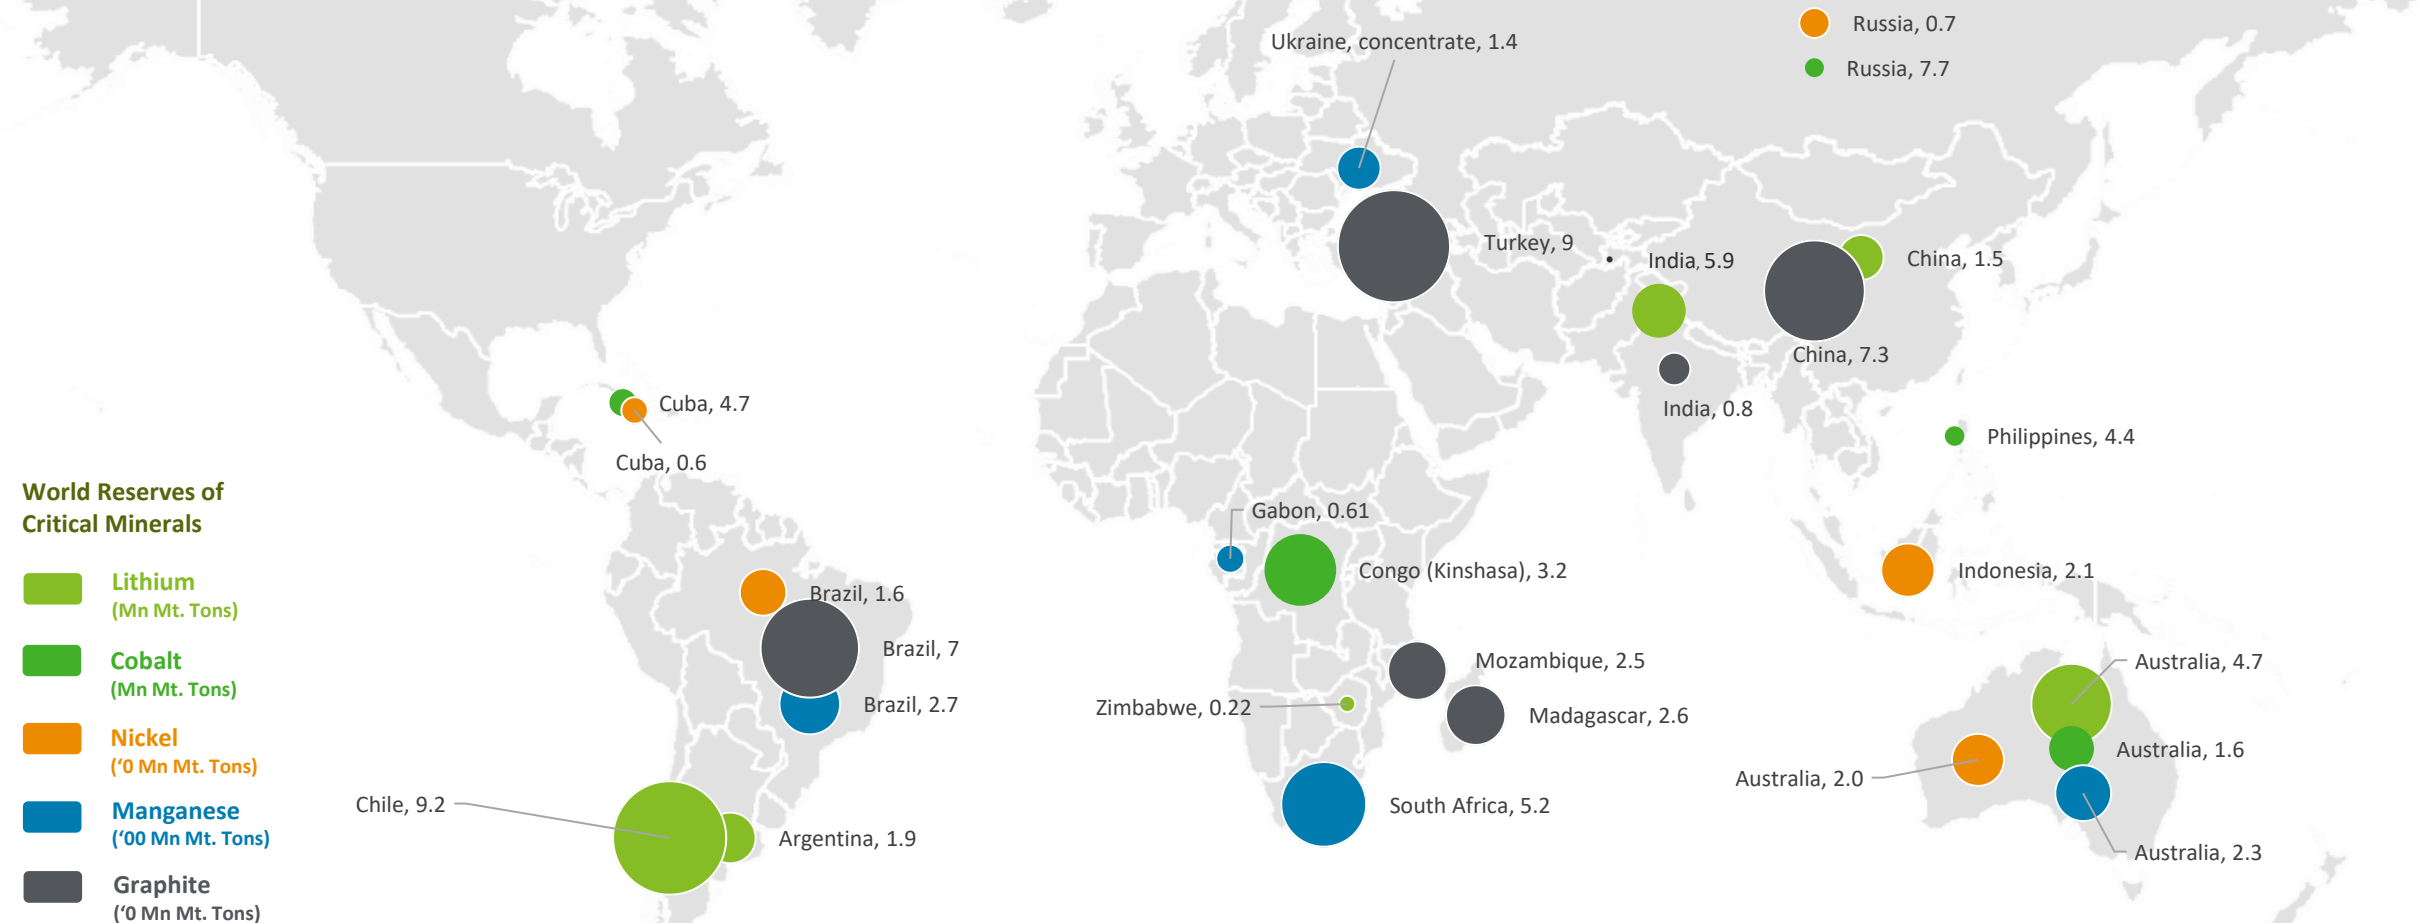 Russia, 0.7
Ukraine, concentrate, 1.4
Russia, 7.7
Turkey, 9
India, 5.9
China, 1.5
China, 7.3
Cuba, 4.7
India, 0.8
Philippines, 4.4
Cuba, 0.6
World Reserves of
Critical Minerals
Gabon, 0.61
Lithium
(Mn Mt. Tons)
Brazil, 1.6
Congo (Kinshasa), 3.2
Indonesia, 2.1
Cobalt
(Mn Mt. Tons)
Brazil, 7
Mozambique, 2.5
Australia, 4.7
Brazil, 2.7
Zimbabwe, 0.22
Madagascar, 2.6
Nickel
(‘0 Mn Mt. Tons)
Australia, 1.6
Australia, 2.0
Manganese
(‘00 Mn Mt. Tons)
Chile, 9.2
Argentina, 1.9
South Africa, 5.2
Australia, 2.3
Graphite
(‘0 Mn Mt. Tons)